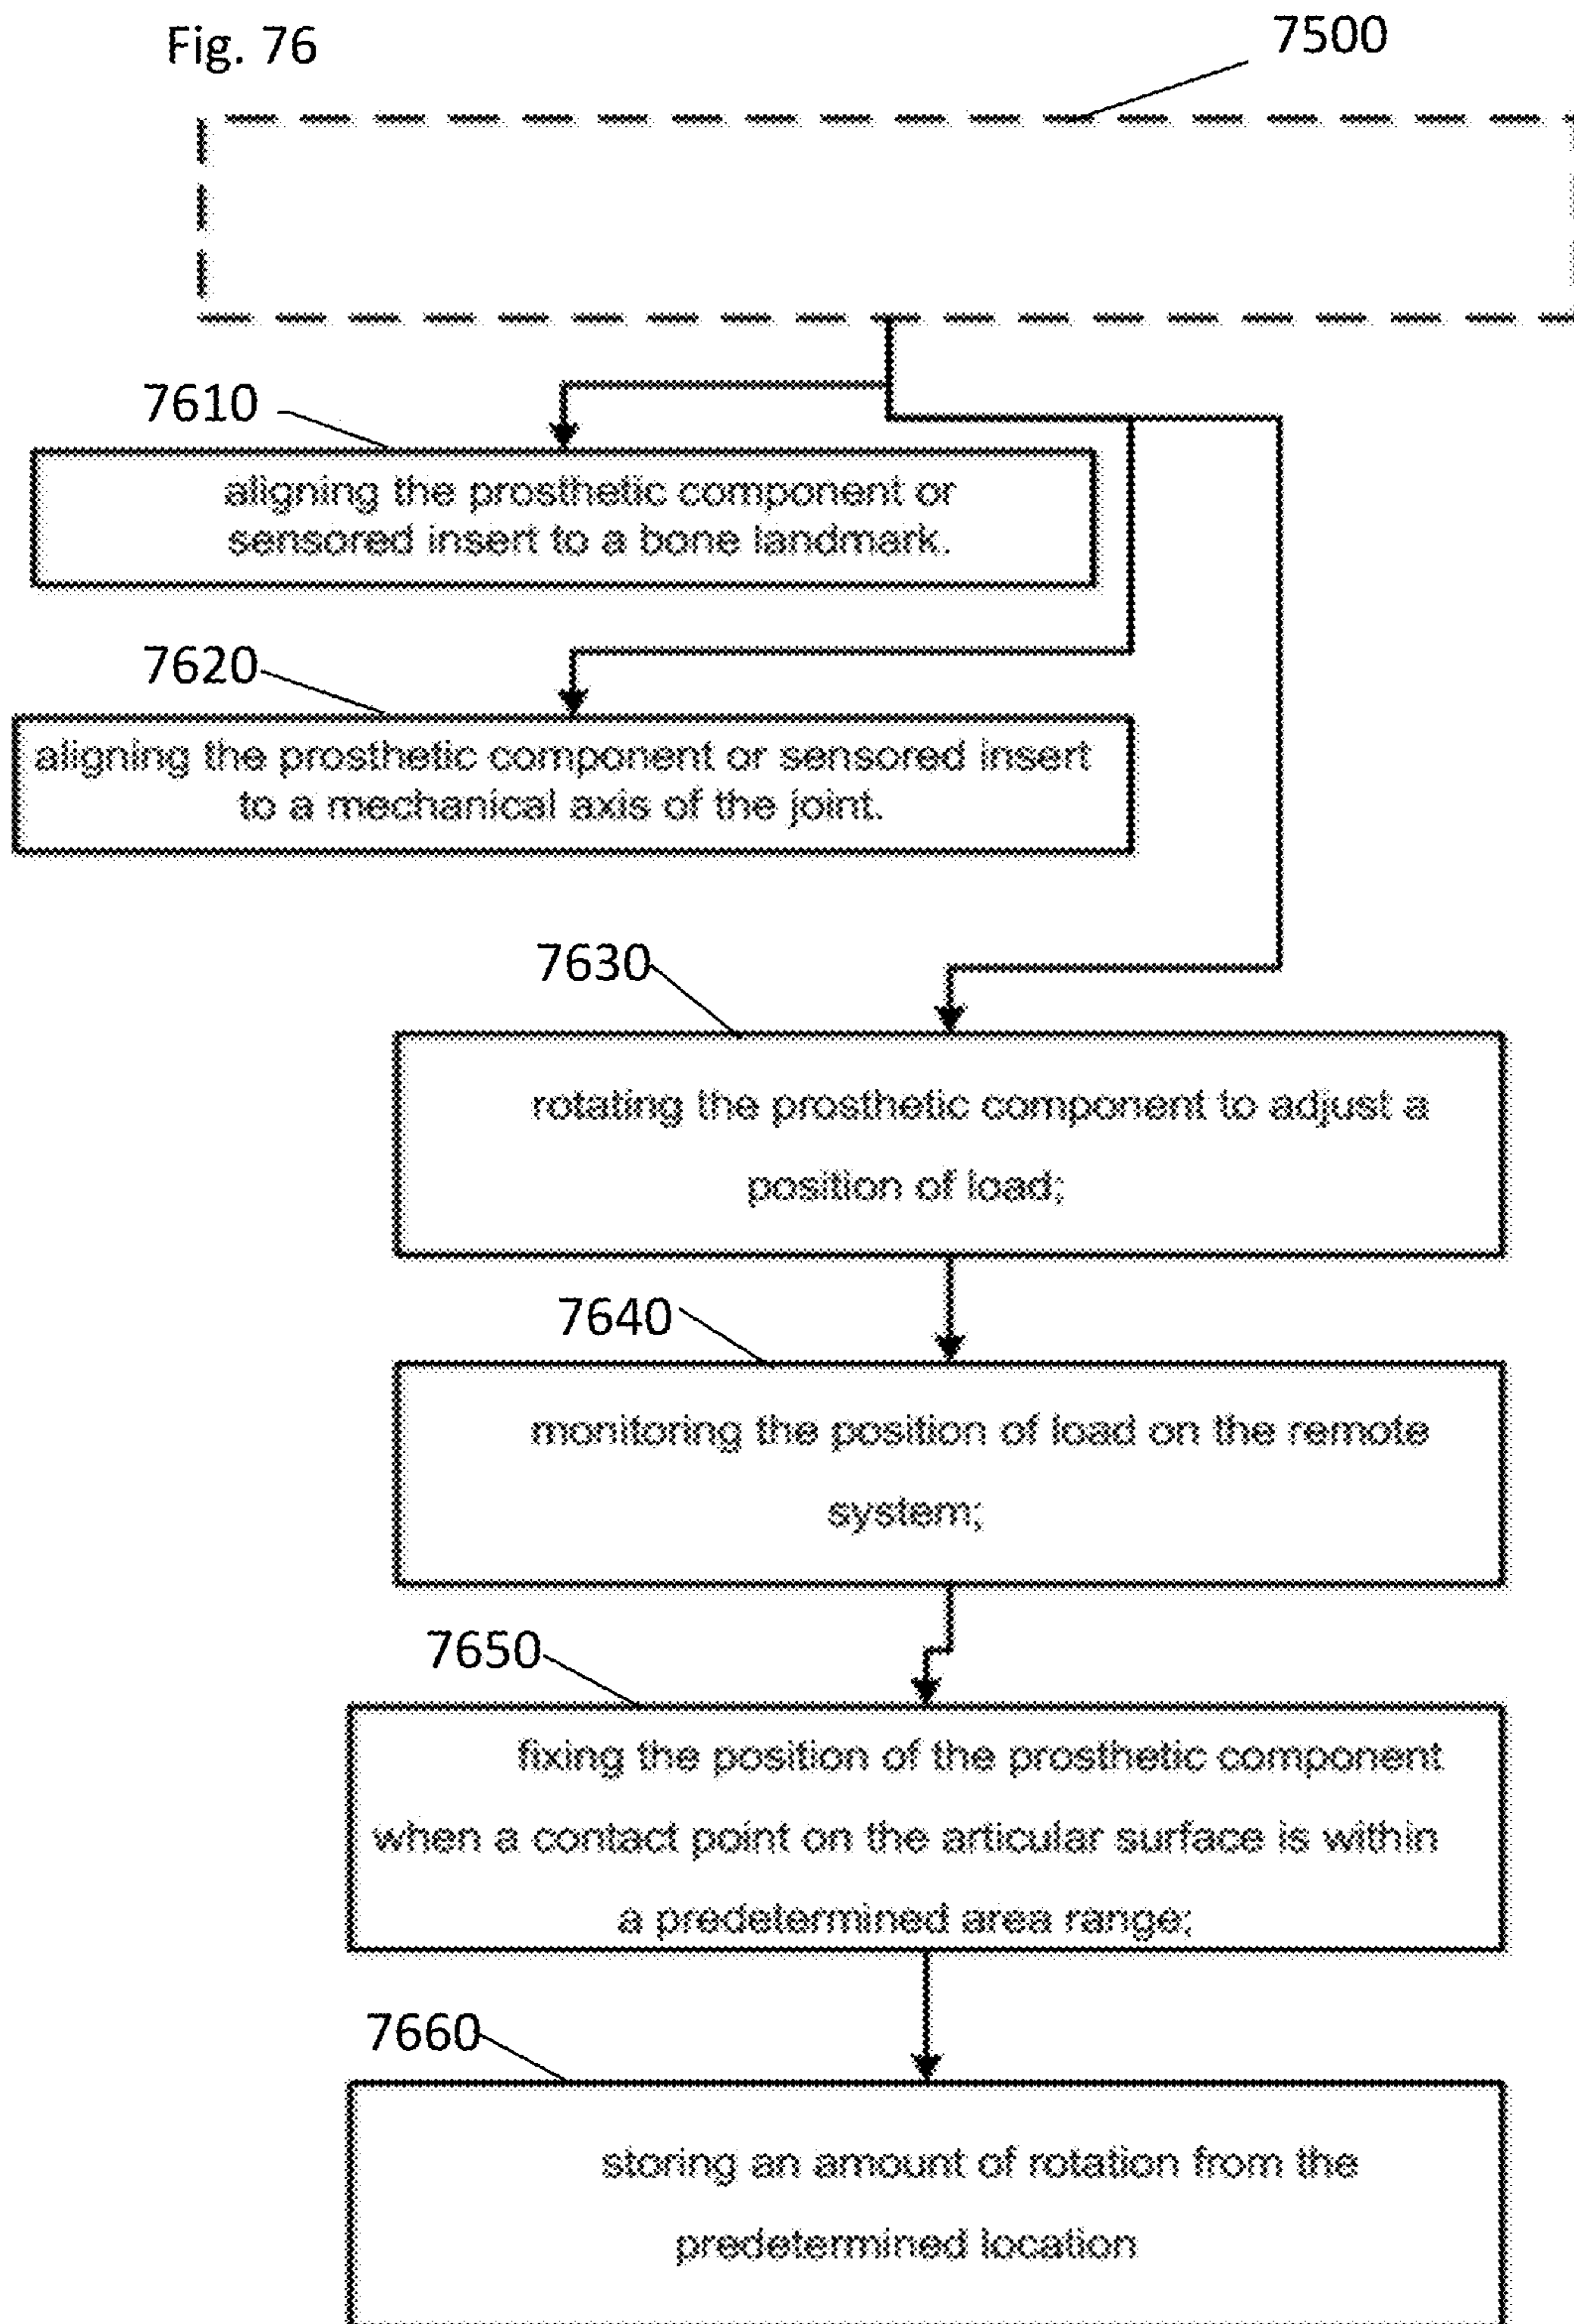 Fig. 76
7500
7610
aligning the prosthetic component or
sensored insert to a bone landmark.
7620
aligning the prosthetic component or sensored insert
to a mechanical axis of the joint.
7630
rotating the prosthetic component to adjust a
position of load;
7640
monitoring the position of load on the remote
system;
7650
fixing the position of the prosthetic component
when a contact point on the articular surface is within
a predetermined area range;
7660
storing an amount of rotation from the
predetermined location